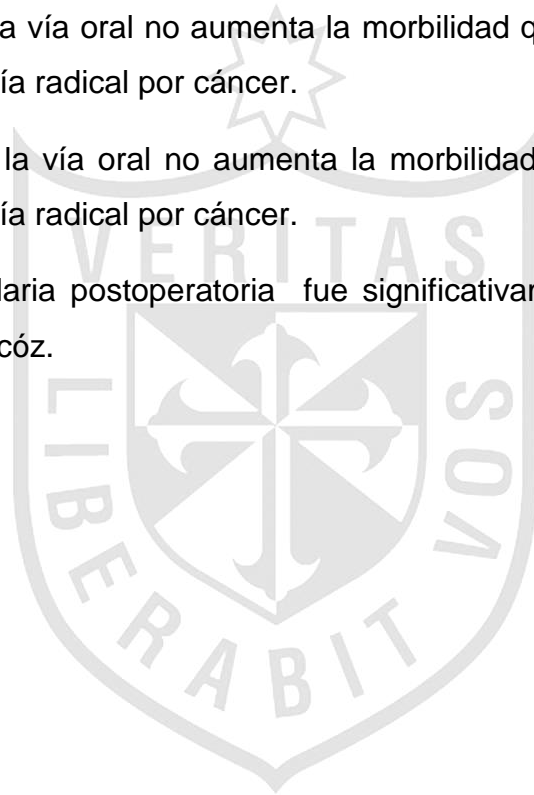 a vía oral no aumenta la morbilidad q
ía radical por cáncer.
la vía oral no aumenta la morbilidad
ía radical por cáncer.
laria postoperatoria fue significativa
cóz.
VERITAS
LIBERABIT
VOS